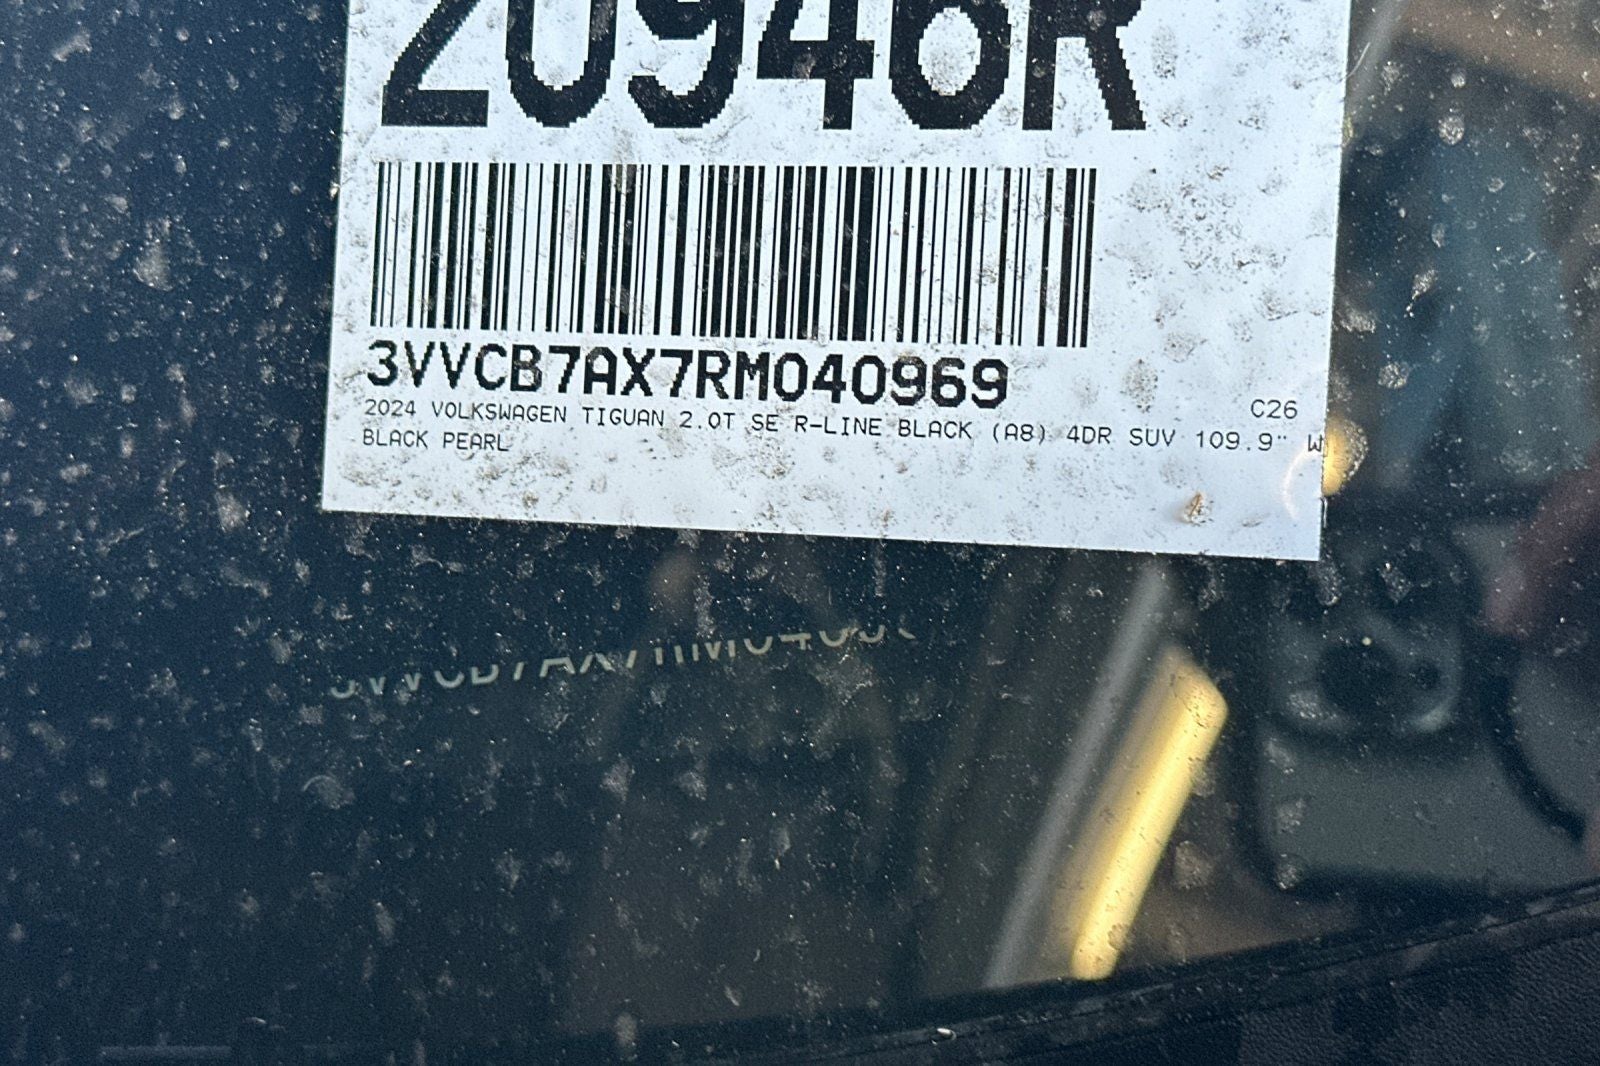 20946R
3VVCB7AX7RM040969
C26
2024 VOLKSWAGEN TIGUAN 2.0T SE R-LINE BLACK (A8) 4DR SUV 109.9" W
BLACK PEARL